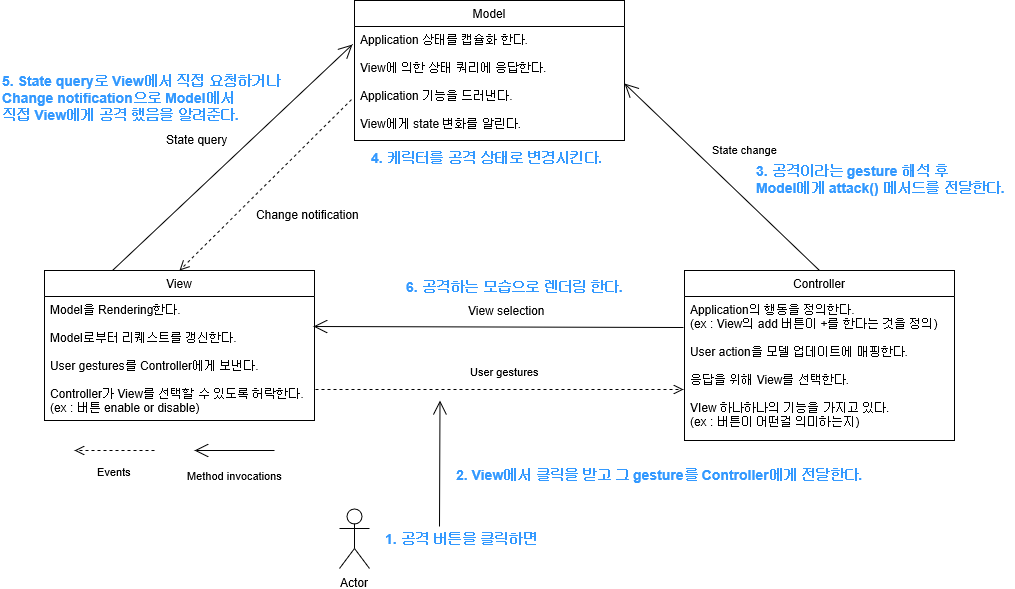 Model
Application 상태를 캡슐화 한다.
View에 의한 상태 쿼리에 응답한다.
Application 기능을 드러낸다.
View에게 state 변화를 알린다.
5. State query로 View에서 직접 요청하거나
Change notification으로 Model에서
직접 View에게 공격 했음을 알려준다.
State query
4. 케릭터를 공격 상태로 변경시킨다.
State change
3. 공격이라는 gesture 해석 후
Model에게 attack() 메서드를 전달한다.
Change notification
View
Model을 Rendering한다.
Model로부터 리퀘스트를 갱신한다.
User gestures를 Controller에게 보낸다.
Controller가 View를 선택할 수 있도록 허락한다.
(ex : 버튼 enable or disable)
6. 공격하는 모습으로 렌더링 한다.
View selection
User gestures
Controller
Application의 행동을 정의한다.
(ex : View의 add 버튼이 +를 한다는 것을 정의)
User action을 모델 업데이트에 매핑한다.
응답을 위해 View를 선택한다.
VIew 하나하나의 기능을 가지고 있다.
(ex : 버튼이 어떤걸 의미하는지)
Events
Method invocations
2. View에서 클릭을 받고 그 gesture를 Controller에게 전달한다.
1. 공격 버튼을 클릭하면
Actor